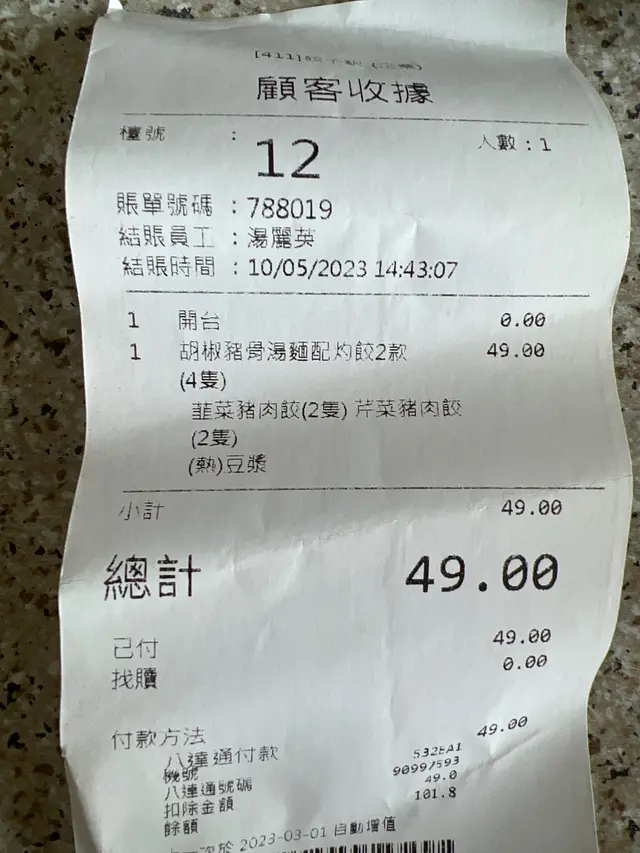 顧客收據
檯號 : 12 人數 : 1
賬單號碼 : 788019
結賬員工 : 湯麗英
結賬時間 : 10/05/2023 14:43:07
1 開台 0.00
1 胡椒豬骨湯麵配灼餃2款 49.00
(4隻)
韮菜豬肉餃(2隻) 芹菜豬肉餃
(2隻)
(熱)豆漿
小計 49.00
總計 49.00
己付 49.00
找贖 0.00
付款方法
八達通付款 49.00
機號 532EA1
八達通號碼 90997593
扣除金額 49.0
餘額 101.8
次於 2023-03-01 自動增值